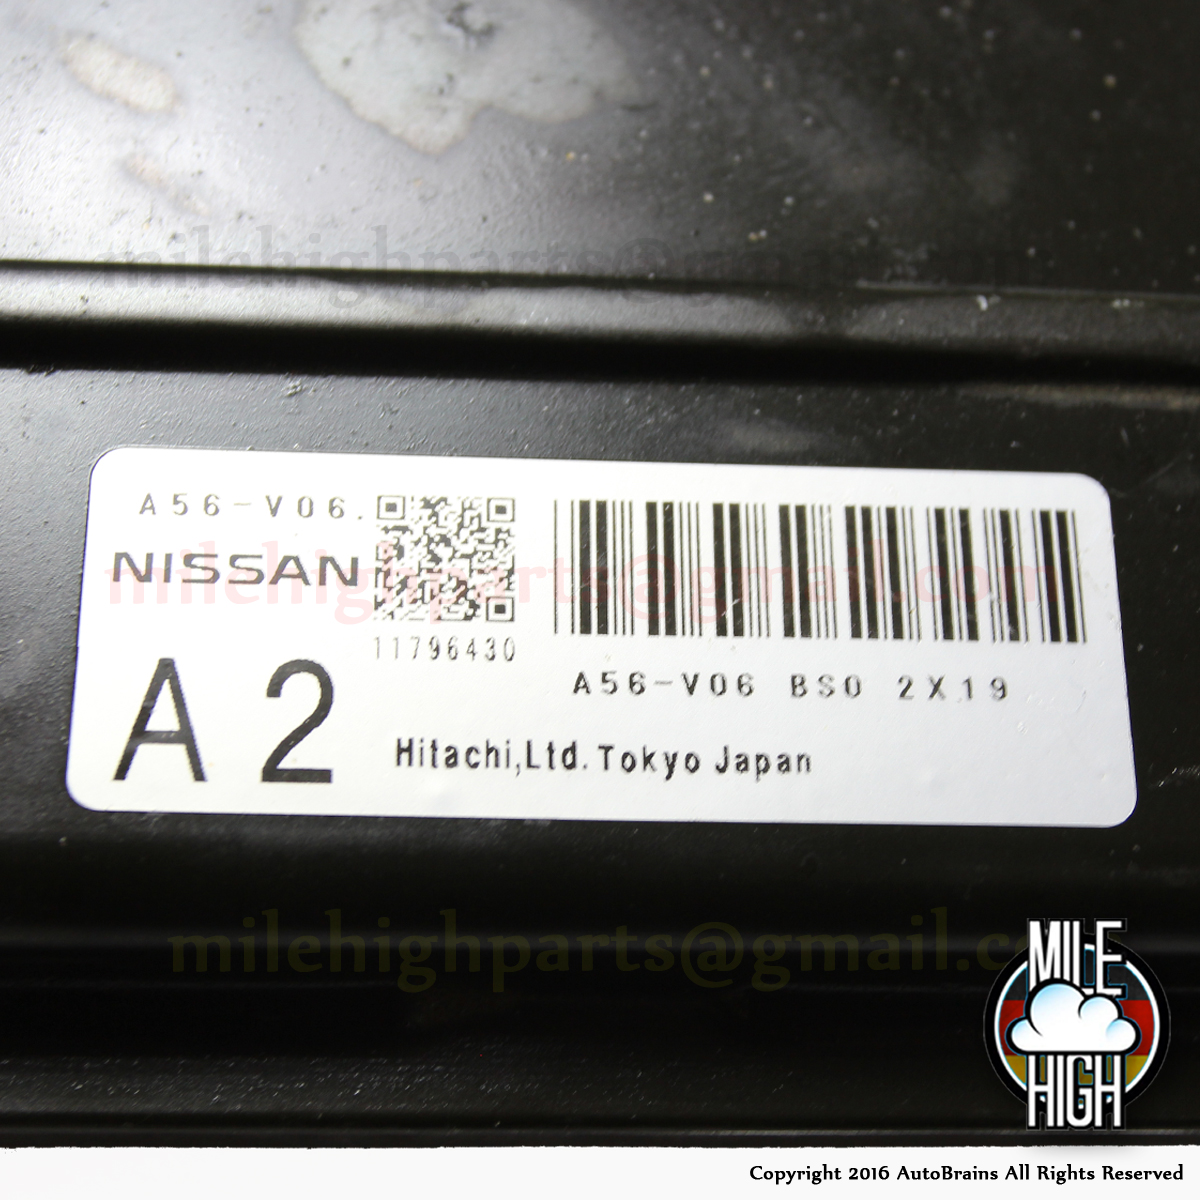 milehighparts@gmail.com
A56-V06.
NISSAN
milehighparts@gmail.com
11796430
A56-V06 BS0 2X19
A2
Hitachi,Ltd. Tokyo Japan
milehighparts@gmail.co
MILE
HIGH
Copyright 2016 AutoBrains All Rights Reserved